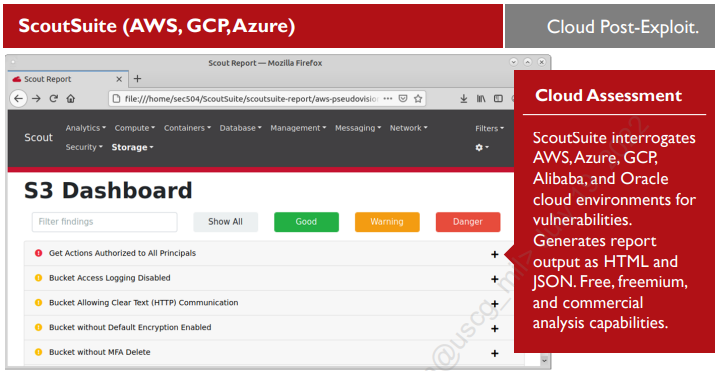 ScoutSuite (AWS, GCP,Azure)
Cloud Post-Exploit.
Scout Report — Mozilla Firefox
Scout Report
file:///home/sec504/ScoutSuite/scoutsuite-report/aws-pseudovision
Scout
Analytics
Compute
Containers
Database
Management
Messaging
Network
Filters
Security
Storage
S3 Dashboard
Filter findings
Show All
Good
Warning
Danger
Get Actions Authorized to All Principals
Bucket Access Logging Disabled
Bucket Allowing Clear Text (HTTP) Communication
Bucket without Default Encryption Enabled
Bucket without MFA Delete
Cloud Assessment
ScoutSuite interrogates
AWS, Azure, GCP,
Alibaba, and Oracle
cloud environments for
vulnerabilities.
Generates report
output as HTML and
JSON. Free, freemium,
and commercial
analysis capabilities.